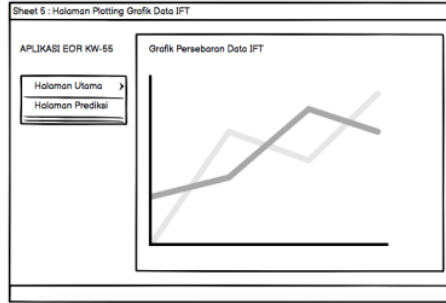 Sheet 5 : Halaman Plotting Grafik Data IFT
APLIKASI EOR KW-55
Halaman Utama
Halaman Prediksi
Grafik Persebaran Data IFT